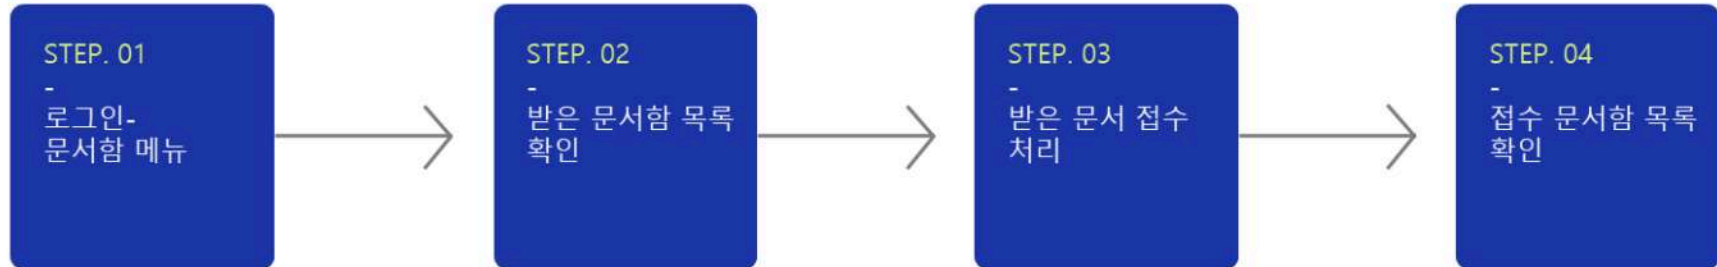 STEP. 01
-
로그인-
문서함 메뉴
STEP. 02
-
받은 문서함 목록
확인
STEP. 03
-
받은 문서 접수
처리
STEP. 04
-
접수 문서함 목록
확인